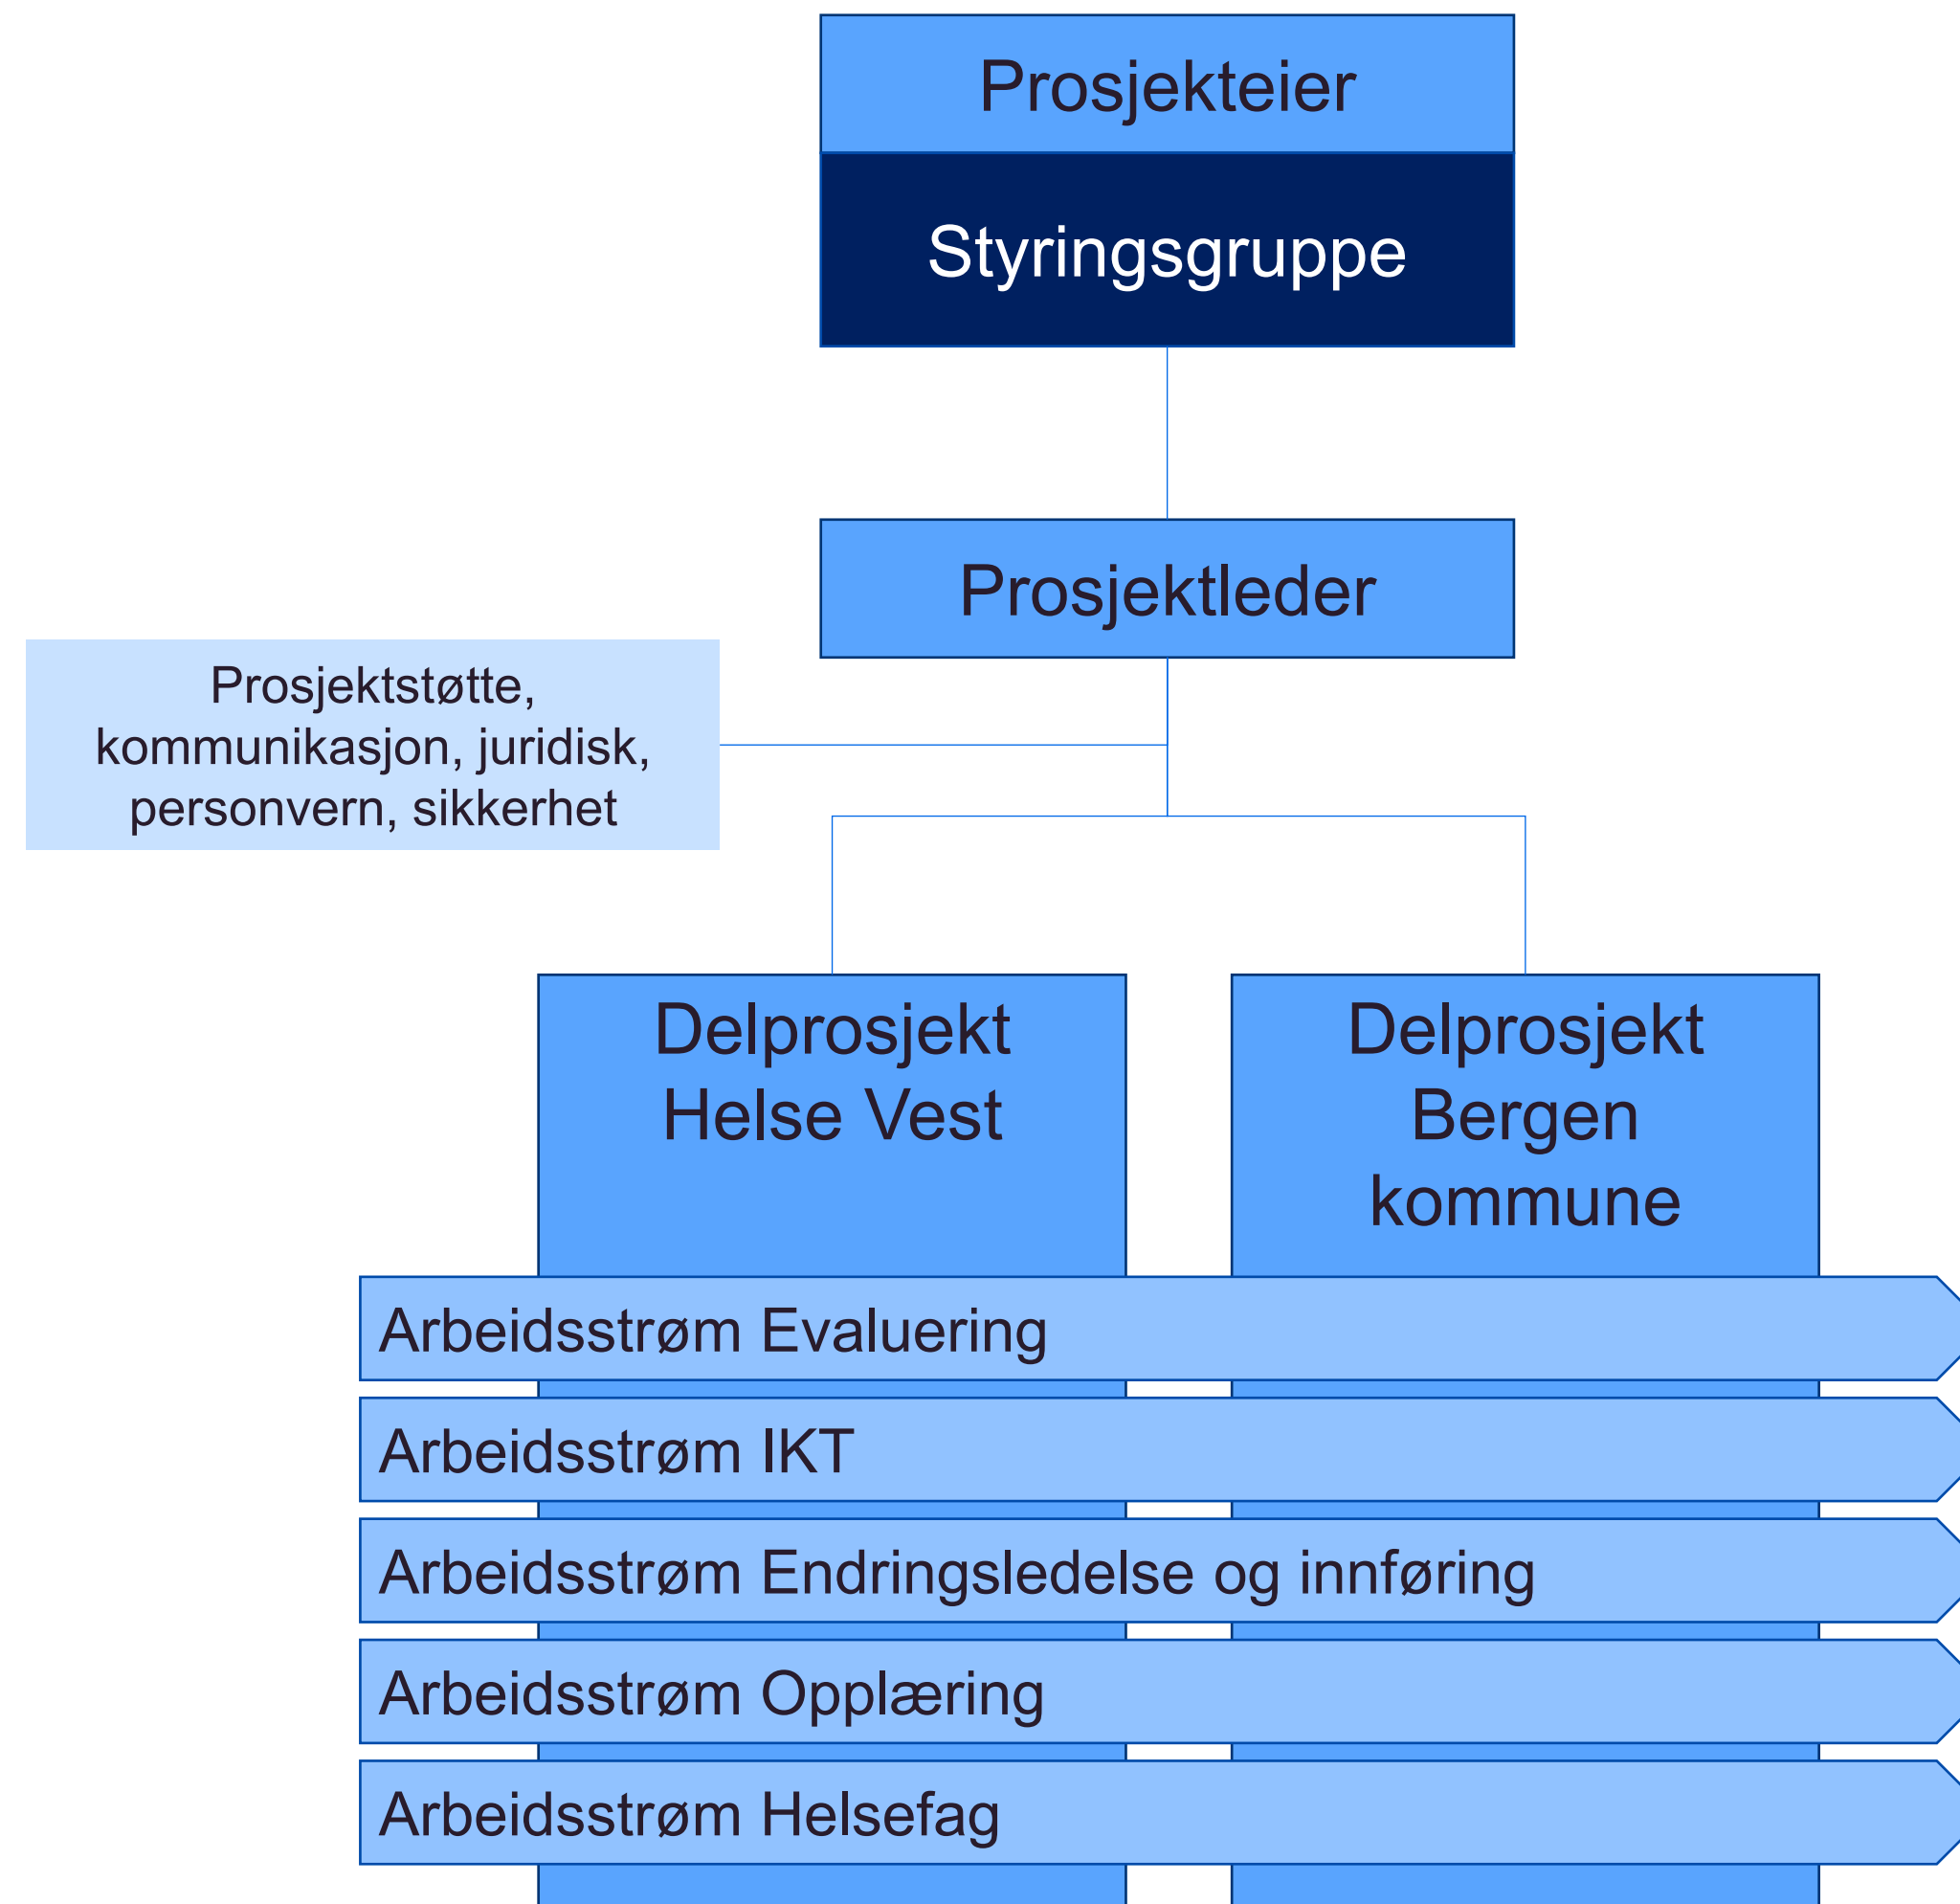 Prosjekteier
Styringsgruppe
Prosjektleder
Prosjektstøtte,
kommunikasjon, juridisk,
personvern, sikkerhet
Delprosjekt
Helse Vest
Delprosjekt
Bergen
kommune
Arbeidsstrøm Evaluering
Arbeidsstrøm IKT
Arbeidsstrøm Endringsledelse og innføring
Arbeidsstrøm Opplæring
Arbeidsstrøm Helsefag